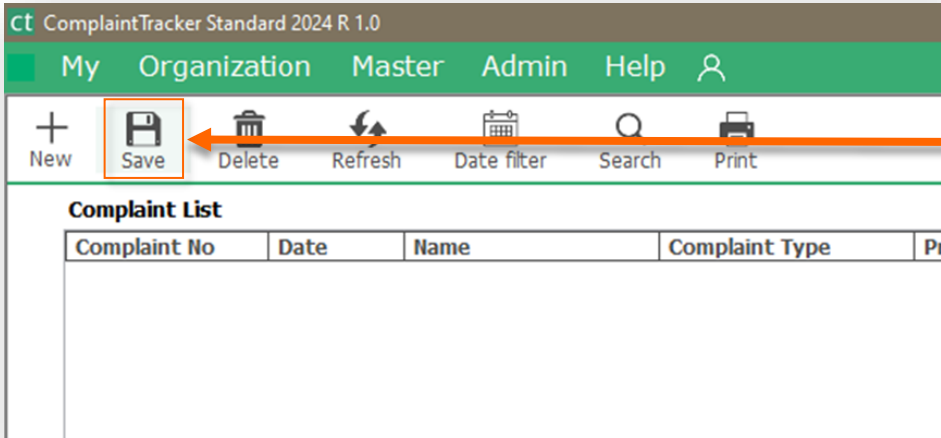 ct ComplaintTracker Standard 2024 R 1.0
My Organization Master Admin Help
New Save Delete Refresh Date filter Search Print
Complaint List
Complaint No Date Name Complaint Type